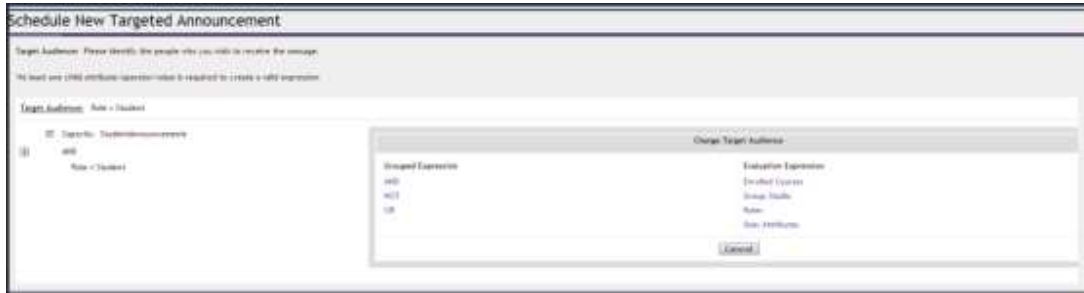 Schedule New Targeted Announcement
Target Audience: Please identify the people who you wish to receive the message.
At least one child attribute/operator/value is required to create a valid expression.
Target Audience: Role = Student
StudentAnnouncements
AND
Role = Student
Change Target Audience
Grouped Expression
AND
NOT
OR
Evaluation Expression
Enrolled Courses
Group Studio
Roles
User Attributes
Cancel